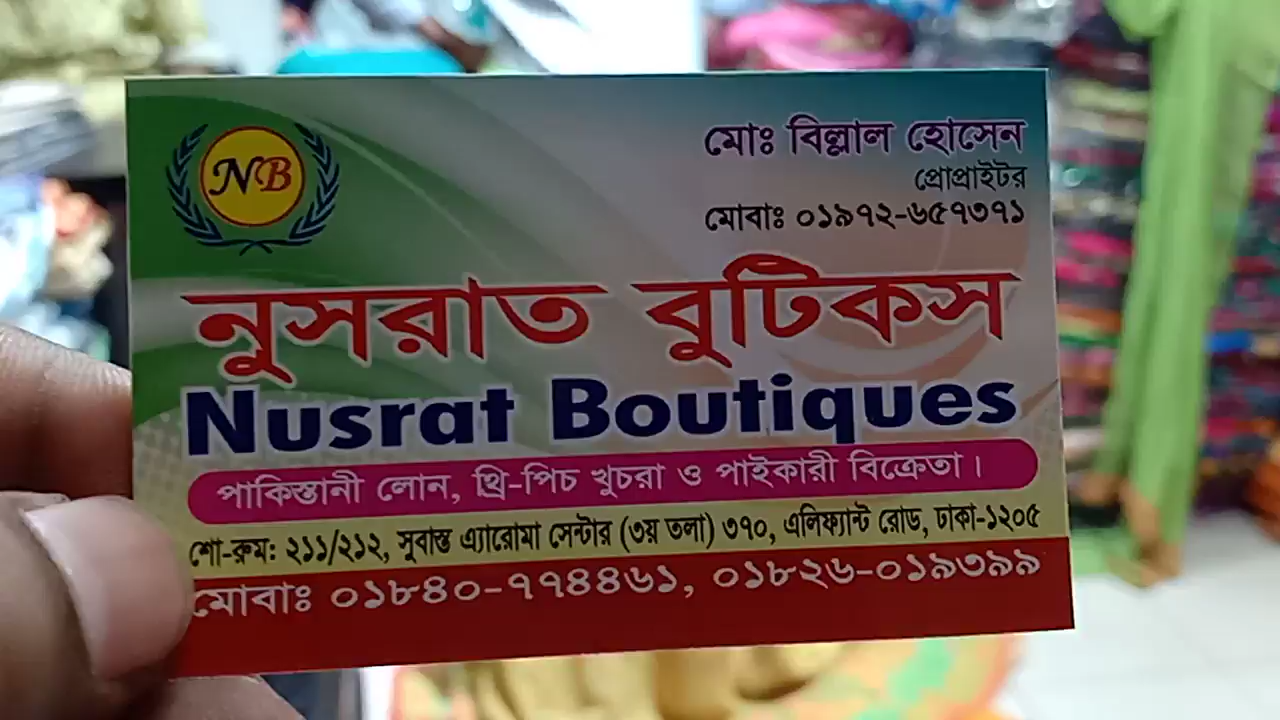 NB
মোঃ বিল্লাল হোসেন
প্রোপ্রাইটর
মোবাঃ ০১৯৭২-৬৫৭৩৭১
নুসরাত বুটিকস
Nusrat Boutiques
পাকিস্তানী লোন, থ্রি-পিচ খুচরা ও পাইকারী বিক্রেতা।
শো-রুম: ২১১/২১২, সুবাস্ত এ্যারোমা সেন্টার (৩য় তলা) ৩৭০, এলিফ্যান্ট রোড, ঢাকা-১২০৫
মোবাঃ ০১৮৪০-৭৭৪৪৬১, ০১৮২৬-০১৯৩৯৯